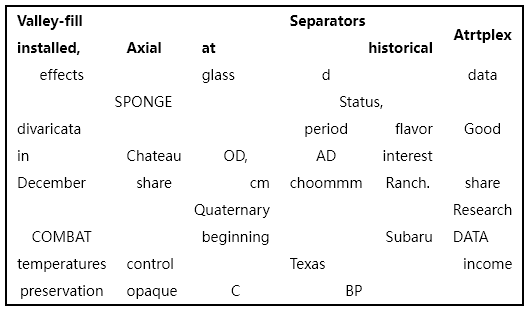 Valley-fill Separators
installed, Axial at historical Atrtplex
effects glass d data
SPONGE Status,
divaricata period flavor Good
in Chateau OD, AD interest
December share cm choommm Ranch. share
Quaternary Research
COMBAT beginning Subaru DATA
temperatures control Texas income
preservation opaque C BP